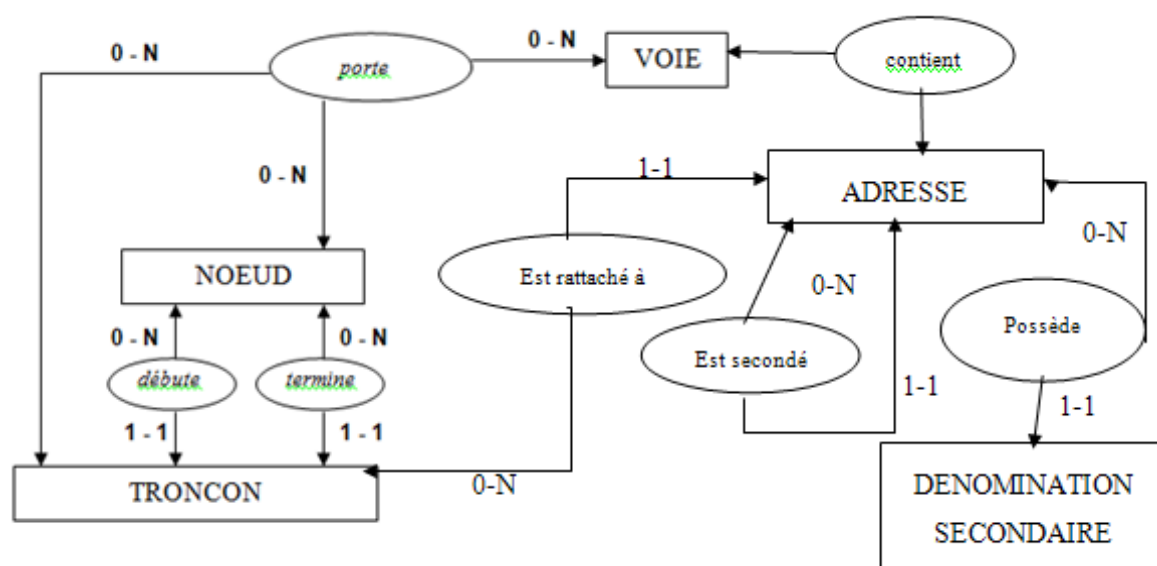 0 - N
porte
0 - N
VOIE
contient
0 - N
1-1
ADRESSE
0-N
NOEUD
Est rattaché à
0-N
Possède
0 - N
0 - N
débute
termine
Est secondé
1 - 1
1 - 1
1-1
1-1
TRONCON
0-N
DENOMINATION
SECONDAIRE